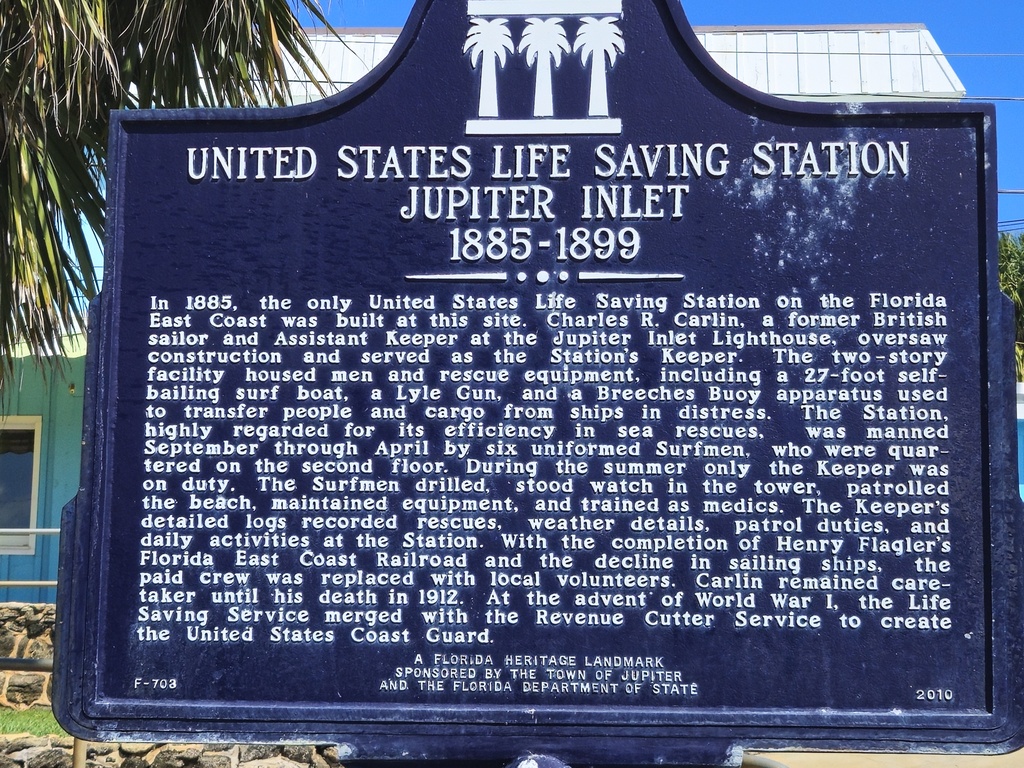 UNITED STATES LIFE SAVING STATION
JUPITER INLET
1885-1899
In 1885, the only United States Life Saving Station on the Florida
East Coast was built at this site. Charles R. Carlin, a former British
sailor and Assistant Keeper at the Jupiter Inlet Lighthouse, oversaw
construction and served as the Station's Keeper. The two-story
facility housed men and rescue equipment, including a 27-foot self-
bailing surf boat, a Lyle Gun, and a Breeches Buoy apparatus used
to transfer people and cargo from ships in distress. The Station,
highly regarded for its efficiency in sea rescues, was manned
September through April by six uniformed Surfmen, who were quar-
tered on the second floor. During the summer only the Keeper was
on duty. The Surfmen drilled, stood watch in the tower, patrolled
the beach, maintained equipment, and trained as medics. The Keeper's
detailed logs recorded rescues, weather details, patrol duties, and
daily activities at the Station. With the completion of Henry Flagler's
Florida East Coast Railroad and the decline in sailing ships, the
paid crew was replaced with local volunteers. Carlin remained care-
taker until his death in 1912. At the advent of World War I, the Life
Saving Service merged with the Revenue Cutter Service to create
the United States Coast Guard.
A FLORIDA HERITAGE LANDMARK
SPONSORED BY THE TOWN OF JUPITER
AND THE FLORIDA DEPARTMENT OF STATE
F-703
2010